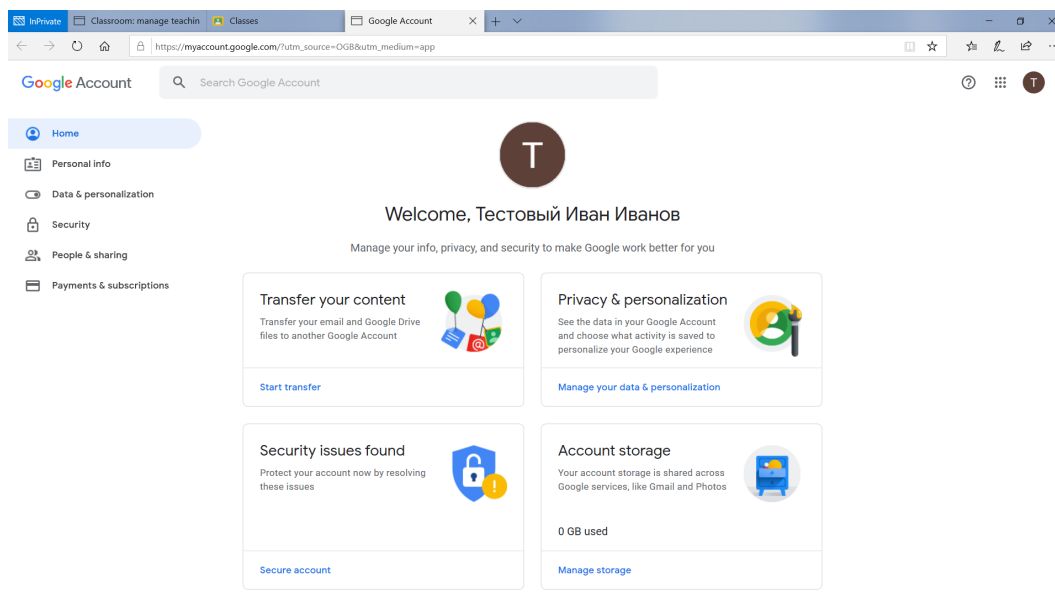 InPrivate
Classroom: manage teachin
Classes
Google Account
https://myaccount.google.com/?utm_source=OGB&utm_medium=app
Google Account
Search Google Account
T
Home
Personal info
Data & personalization
Security
People & sharing
Payments & subscriptions
T
Welcome, Тестовый Иван Иванов
Manage your info, privacy, and security to make Google work better for you
Transfer your content
Transfer your email and Google Drive
files to another Google Account
Start transfer
Privacy & personalization
See the data in your Google Account
and choose what activity is saved to
personalize your Google experience
Manage your data & personalization
Security issues found
Protect your account now by resolving
these issues
Secure account
Account storage
Your account storage is shared across
Google services, like Gmail and Photos
0 GB used
Manage storage